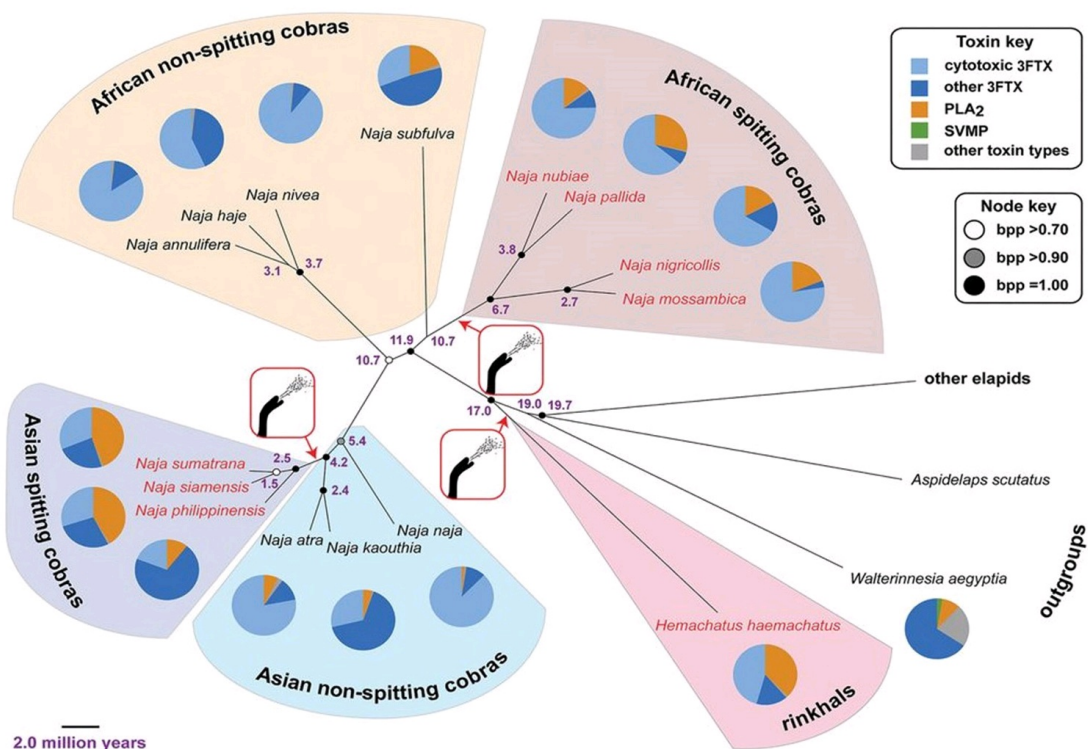 African non-spitting cobras
African spitting cobras
Toxin key
cytotoxic 3FTX
other 3FTX
PLA2
SVMP
other toxin types
Node key
bpp >0.70
bpp >0.90
bpp =1.00
Naja subfulva
Naja nivea
Naja haje
Naja annulifera
3.1
3.7
Naja nubiae
Naja pallida
3.8
Naja nigricollis
Naja mossambica
6.7
2.7
11.9
10.7
10.7
17.0
19.0
19.7
other elapids
Aspidelaps scutatus
Walterinnesia aegyptia
outgroups
Hemachatus haemachatus
rinkhals
5.4
4.2
2.5
1.5
2.4
Naja sumatrana
Naja siamensis
Naja philippinensis
Asian spitting cobras
Naja naja
Naja atra
Naja kaouthia
Asian non-spitting cobras
2.0 million years